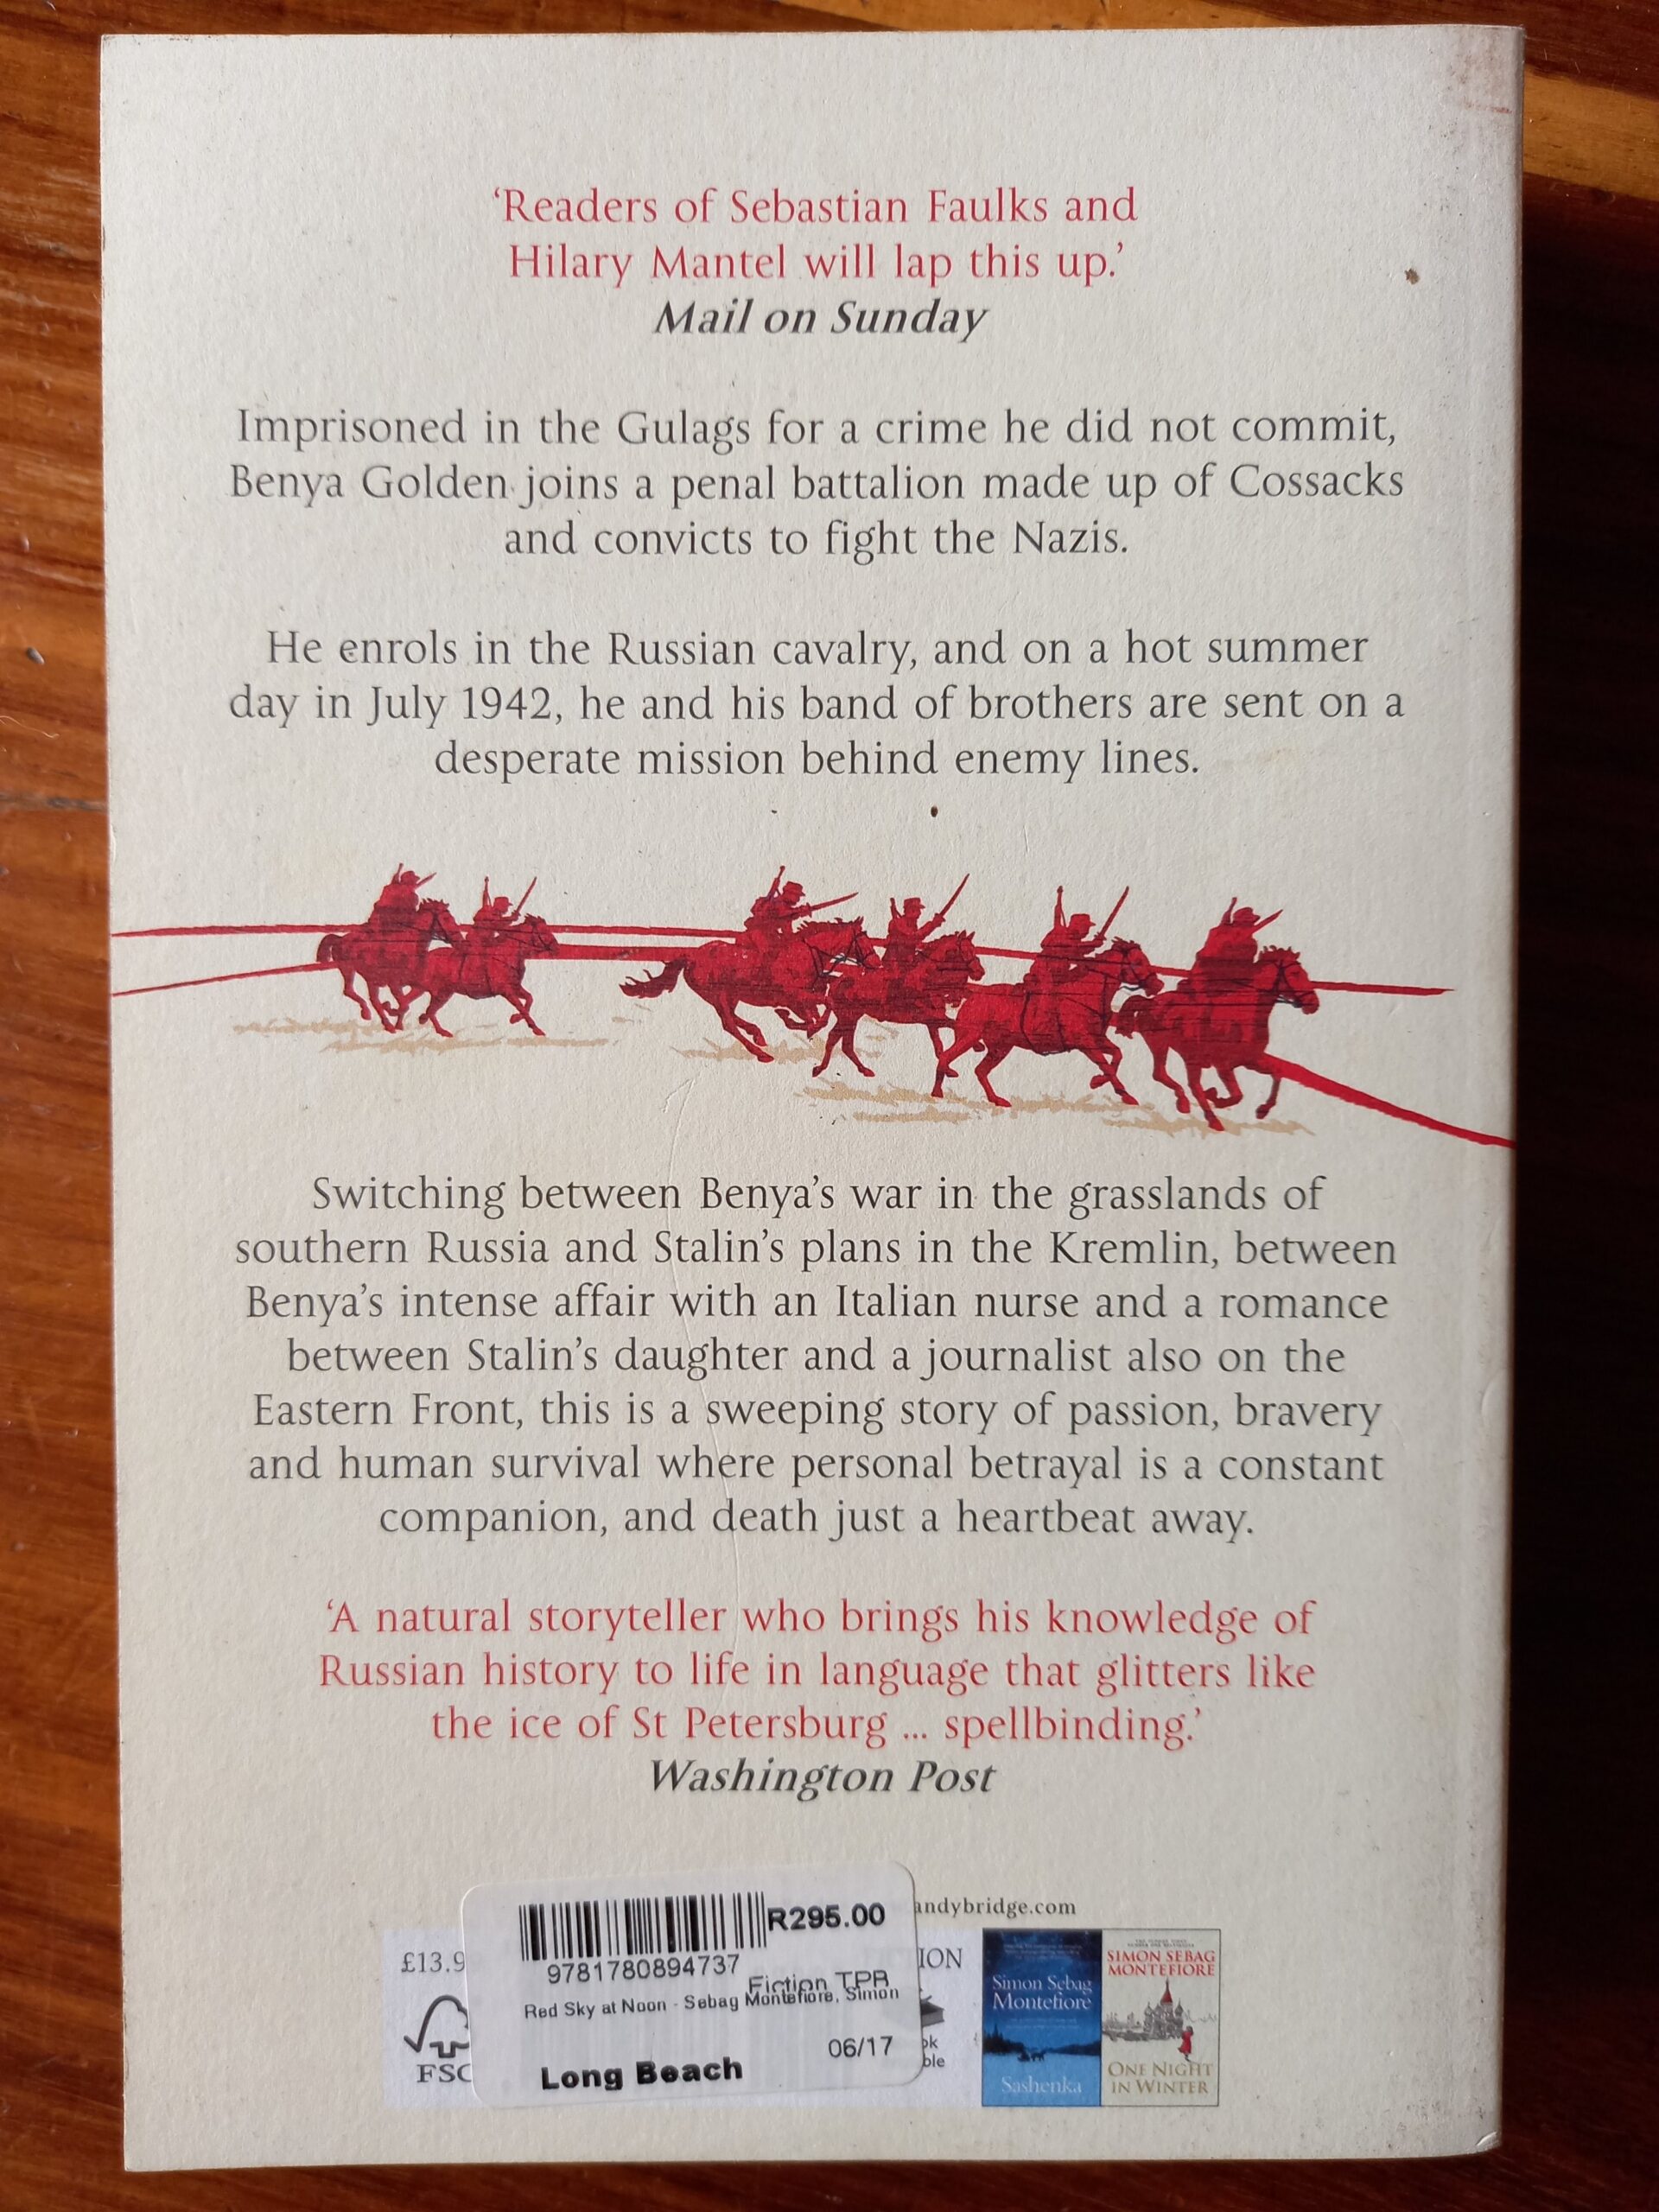 ‘Readers of Sebastian Faulks and
Hilary Mantel will lap this up.’
Mail on Sunday
Imprisoned in the Gulags for a crime he did not commit,
Benya Golden joins a penal battalion made up of Cossacks
and convicts to fight the Nazis.
He enrols in the Russian cavalry, and on a hot summer
day in July 1942, he and his band of brothers are sent on a
desperate mission behind enemy lines.
Switching between Benya’s war in the grasslands of
southern Russia and Stalin’s plans in the Kremlin, between
Benya’s intense affair with an Italian nurse and a romance
between Stalin’s daughter and a journalist also on the
Eastern Front, this is a sweeping story of passion, bravery
and human survival where personal betrayal is a constant
companion, and death just a heartbeat away.
‘A natural storyteller who brings his knowledge of
Russian history to life in language that glitters like
the ice of St Petersburg ... spellbinding.’
Washington Post
andybridge.com
£13.9
R295.00
9781780894737
Fiction TPB
Red Sky at Noon - Sebag Montefiore, Simon
06/17
Long Beach
FSC
ION
ok
ble
Simon Sebag
Montefiore
Sashenka
SIMON SEBAG
MONTEFIORE
ONE NIGHT
IN WINTER